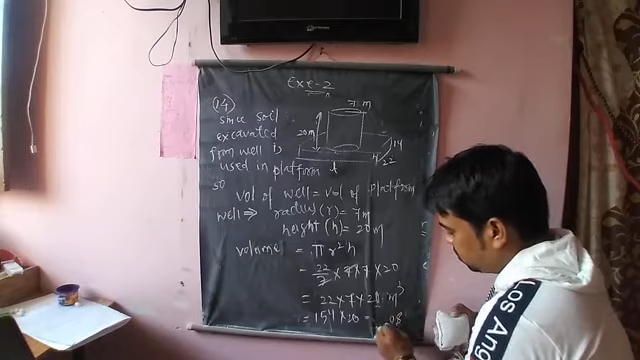 Exe-2
(14)
7 m
since soil
excavated
from well is
used in platform
20m
14
22
so
vol of well = vol of platform
well ⇒ radius (r) = 7m
height (h) = 20m
volume = πr²h
= 22/7 × 7 × 7 × 20
= 22 × 7 × 20 m³
= 154 × 20 =
Los Ang